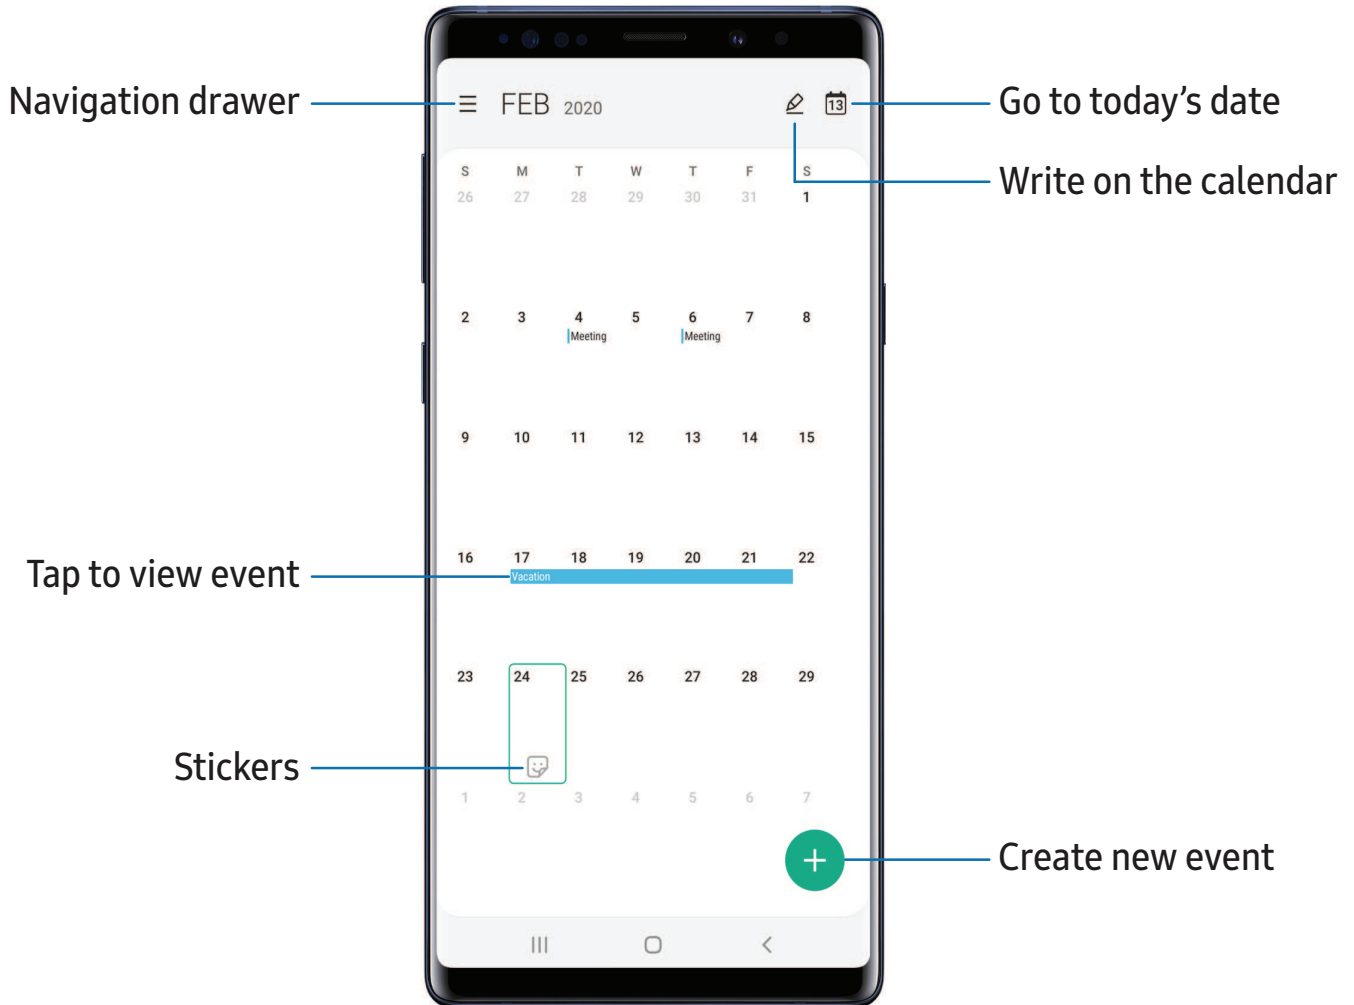 Navigation drawer
FEB 2020
13
Go to today's date
Write on the calendar
S M T W T F S
26 27 28 29 30 31 1
2 3 4 5 6 7 8
Meeting Meeting
9 10 11 12 13 14 15
16 17 18 19 20 21 22
Tap to view event
Vacation
23 24 25 26 27 28 29
Stickers
1 2 3 4 5 6 7
Create new event